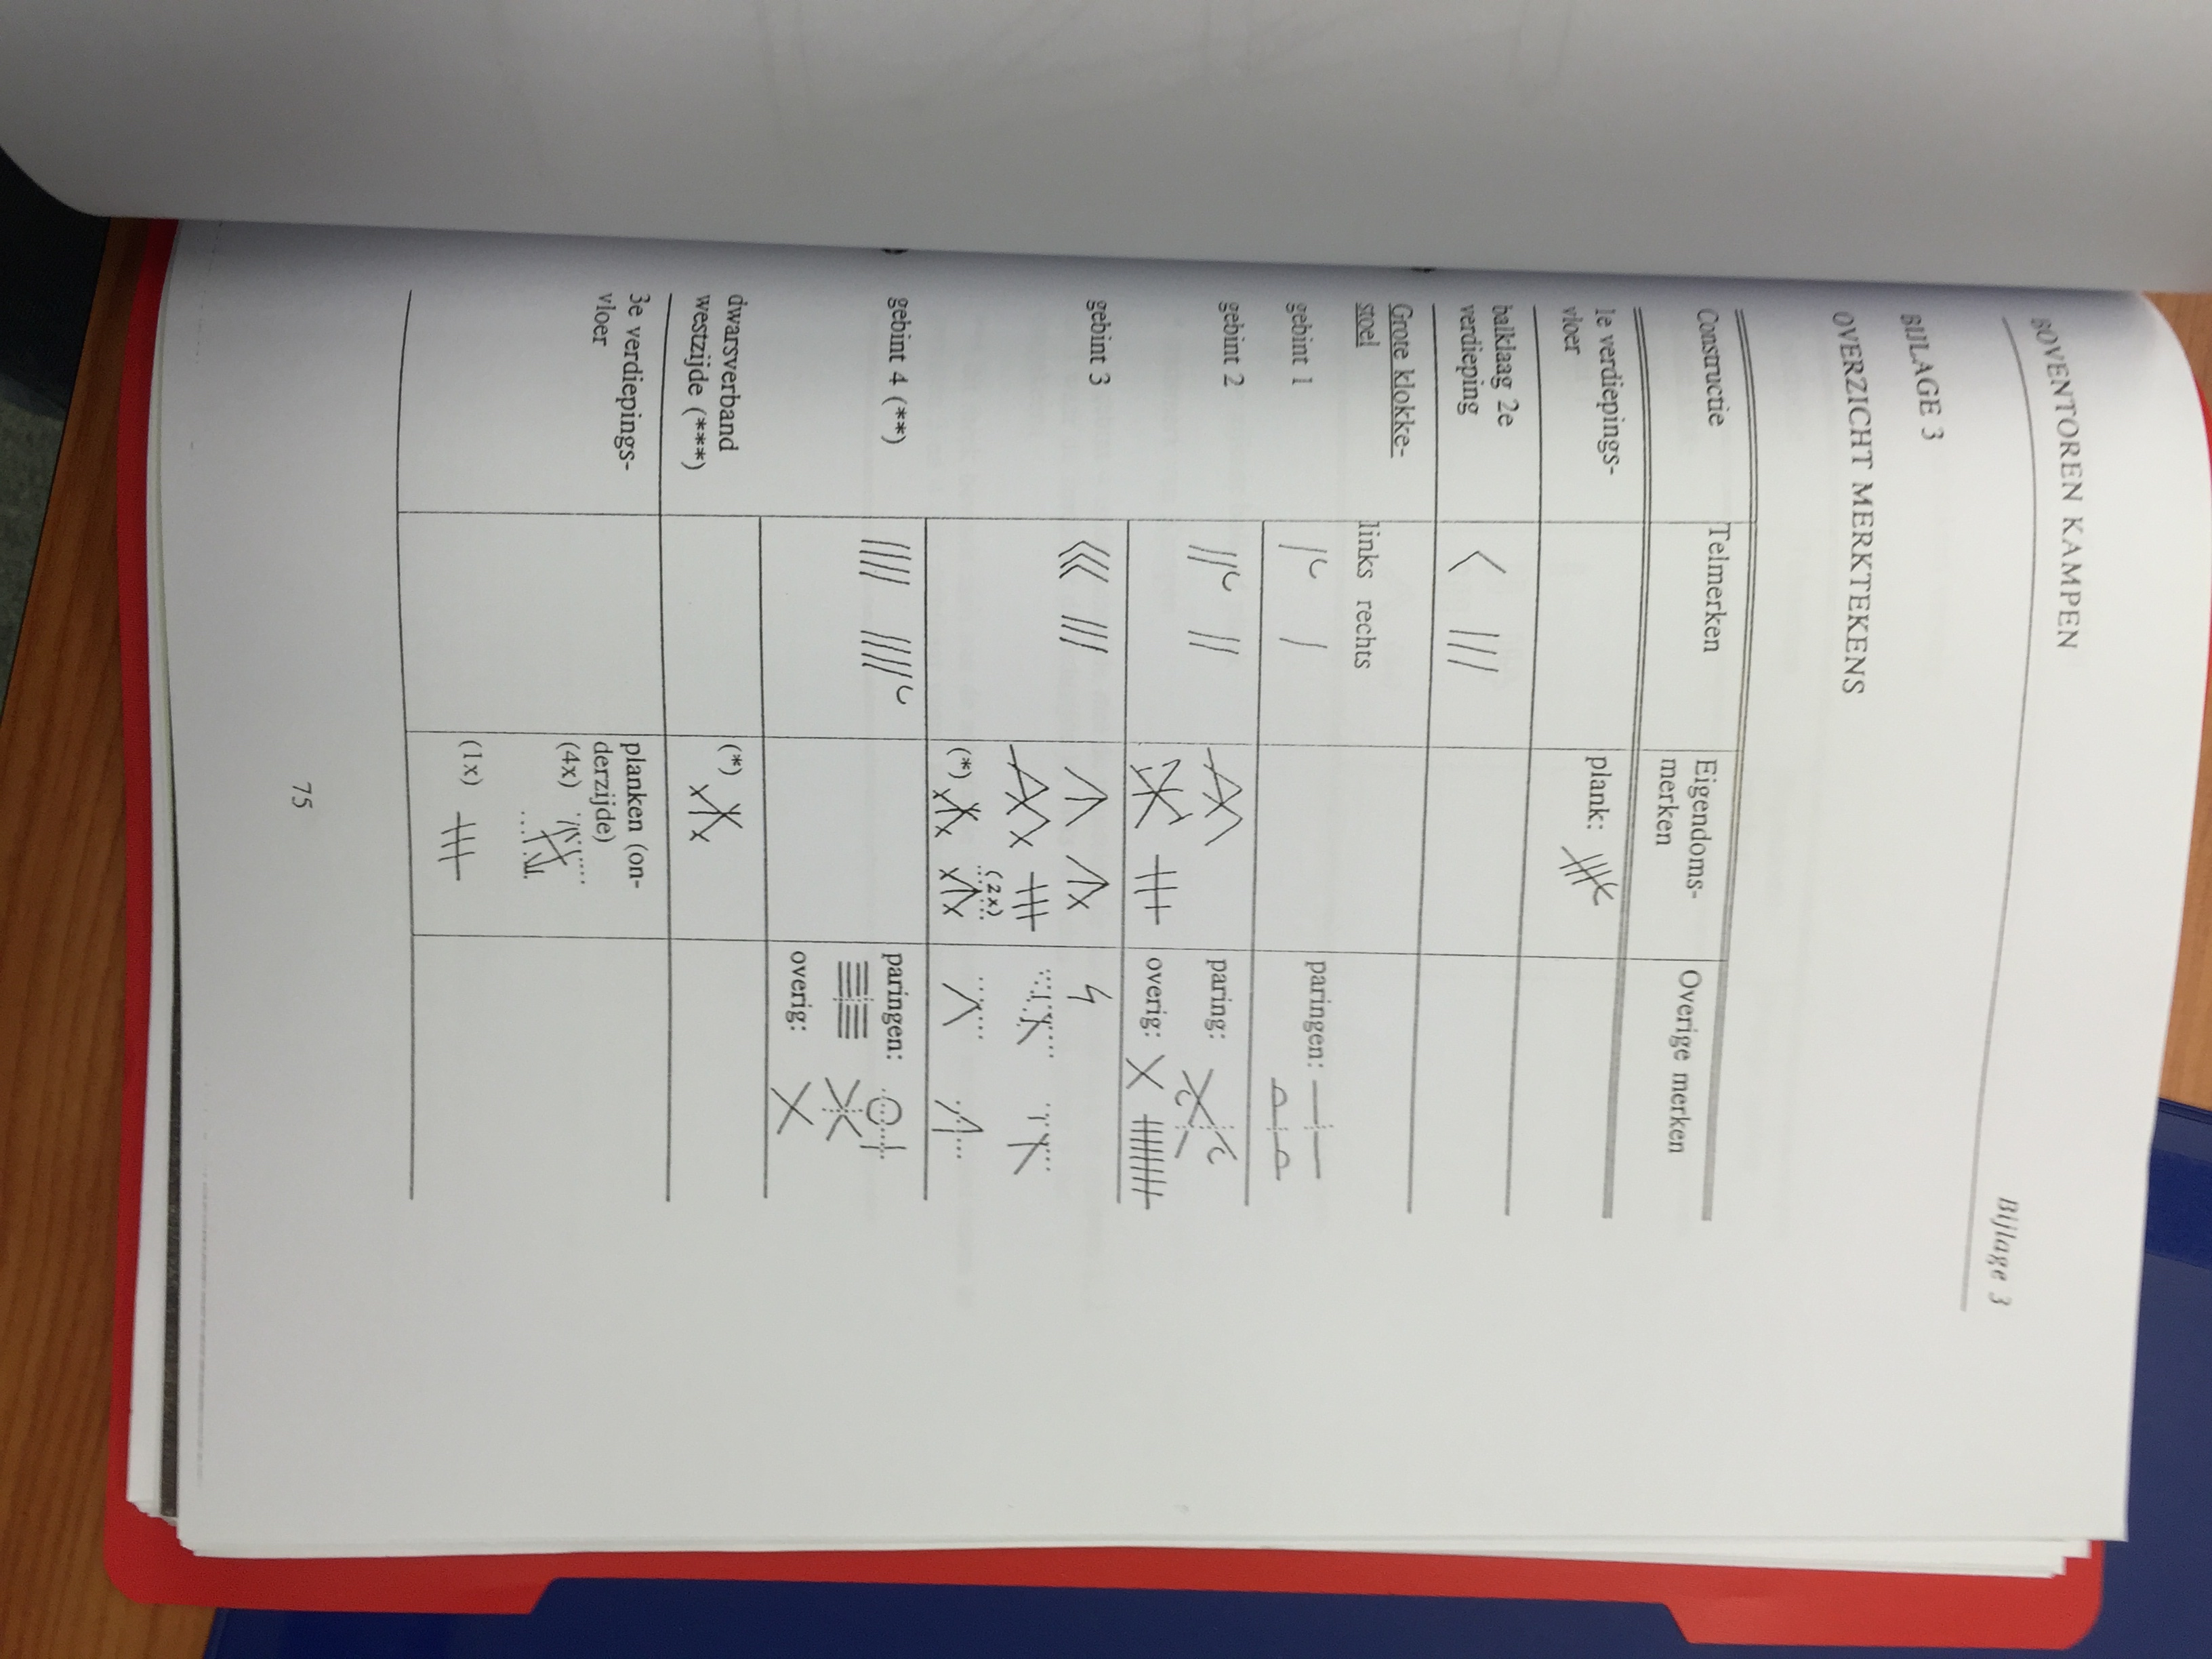 BOVENTOREN KAMPEN
Bijlage 3
BIJLAGE 3
OVERZICHT MERKTEKENS
Constructie
Telmerken
Eigendoms-
merken
Overige merken
1e verdiepings-
vloer
plank:
balklaag 2e
verdieping
Grote klokke-
stoel
links rechts
gebint 1
paringen:
gebint 2
paring:
overig:
gebint 3
(2x)
(*)
gebint 4 (**)
paringen:
overig:
dwarsverband
westzijde (***)
(*)
3e verdiepings-
vloer
planken (on-
derzijde)
(4x)
(1x)
75